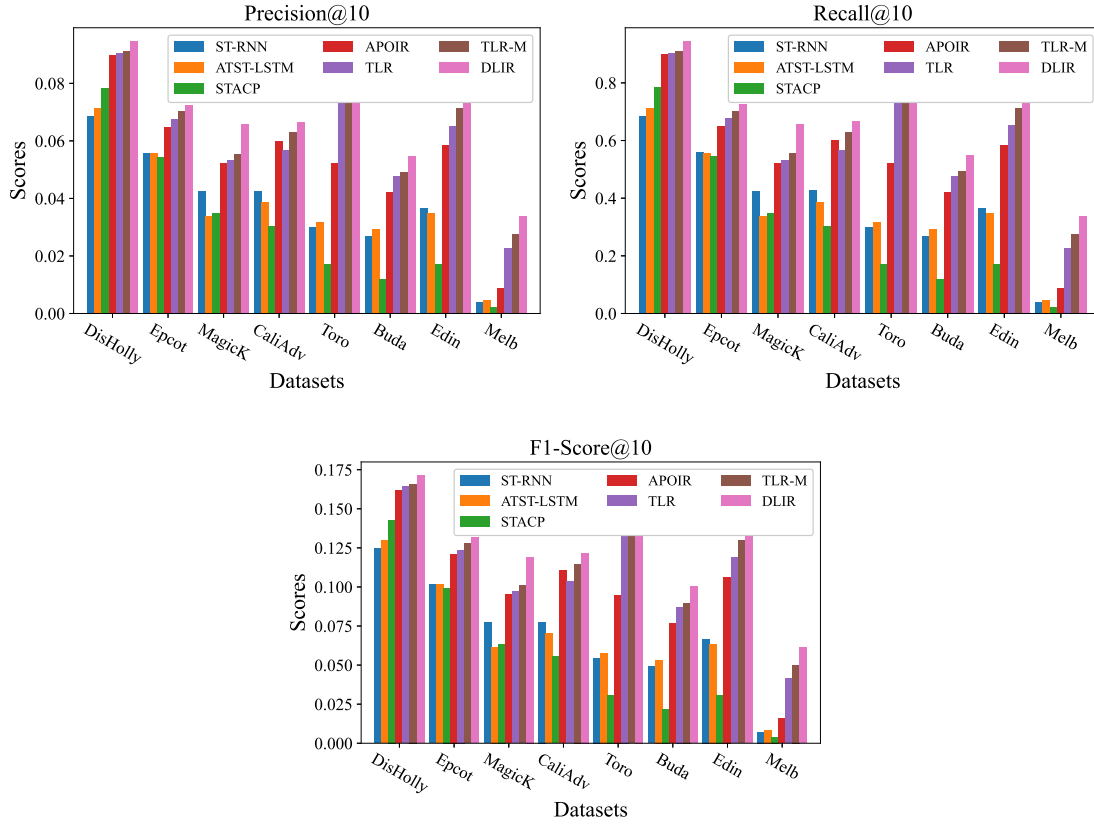 Precision@10
ST-RNN
ATST-LSTM
STACP
APOIR
TLR
TLR-M
DLIR
Scores
0.08
0.06
0.04
0.02
0.00
DisHolly
Epcot
MagicK
CaliAdv
Toro
Buda
Edin
Melb
Datasets
Recall@10
ST-RNN
ATST-LSTM
STACP
APOIR
TLR
TLR-M
DLIR
Scores
0.8
0.6
0.4
0.2
0.0
DisHolly
Epcot
MagicK
CaliAdv
Toro
Buda
Edin
Melb
Datasets
F1-Score@10
ST-RNN
ATST-LSTM
STACP
APOIR
TLR
TLR-M
DLIR
Scores
0.175
0.150
0.125
0.100
0.075
0.050
0.025
0.000
DisHolly
Epcot
MagicK
CaliAdv
Toro
Buda
Edin
Melb
Datasets